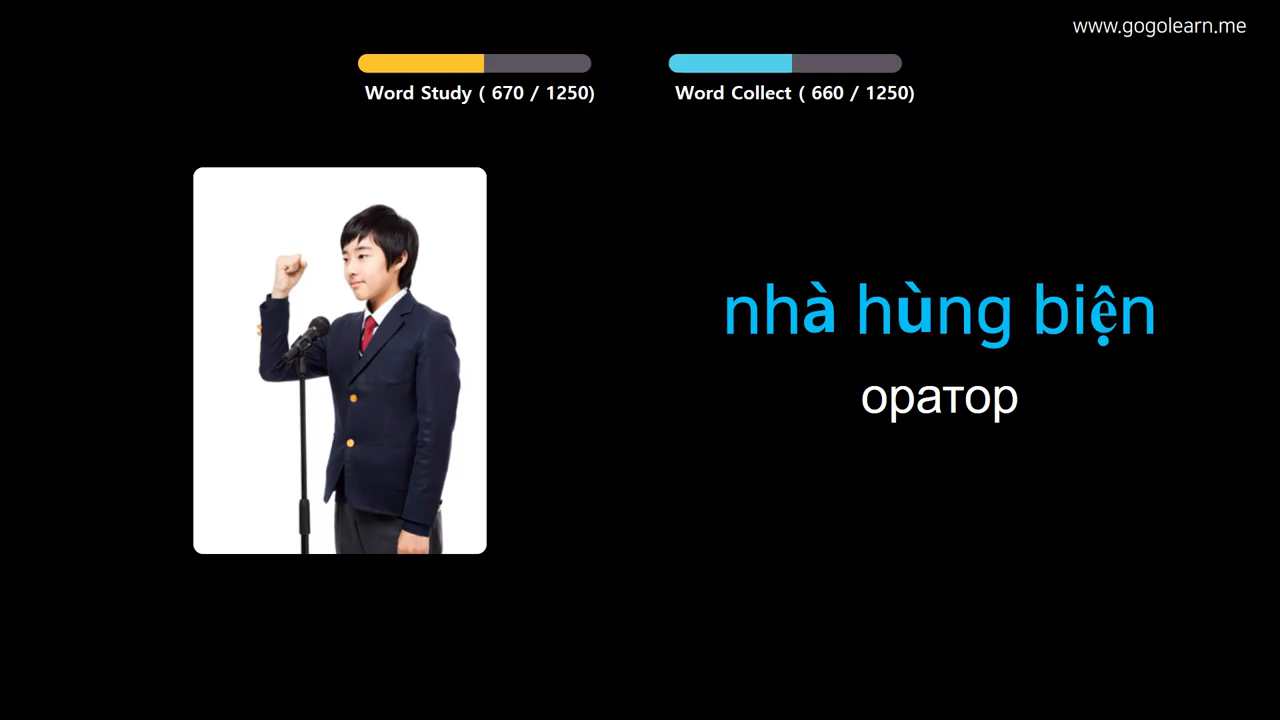 www.gogolearn.me
Word Study ( 670 / 1250)
Word Collect ( 660 / 1250)
nhà hùng biện
оратор